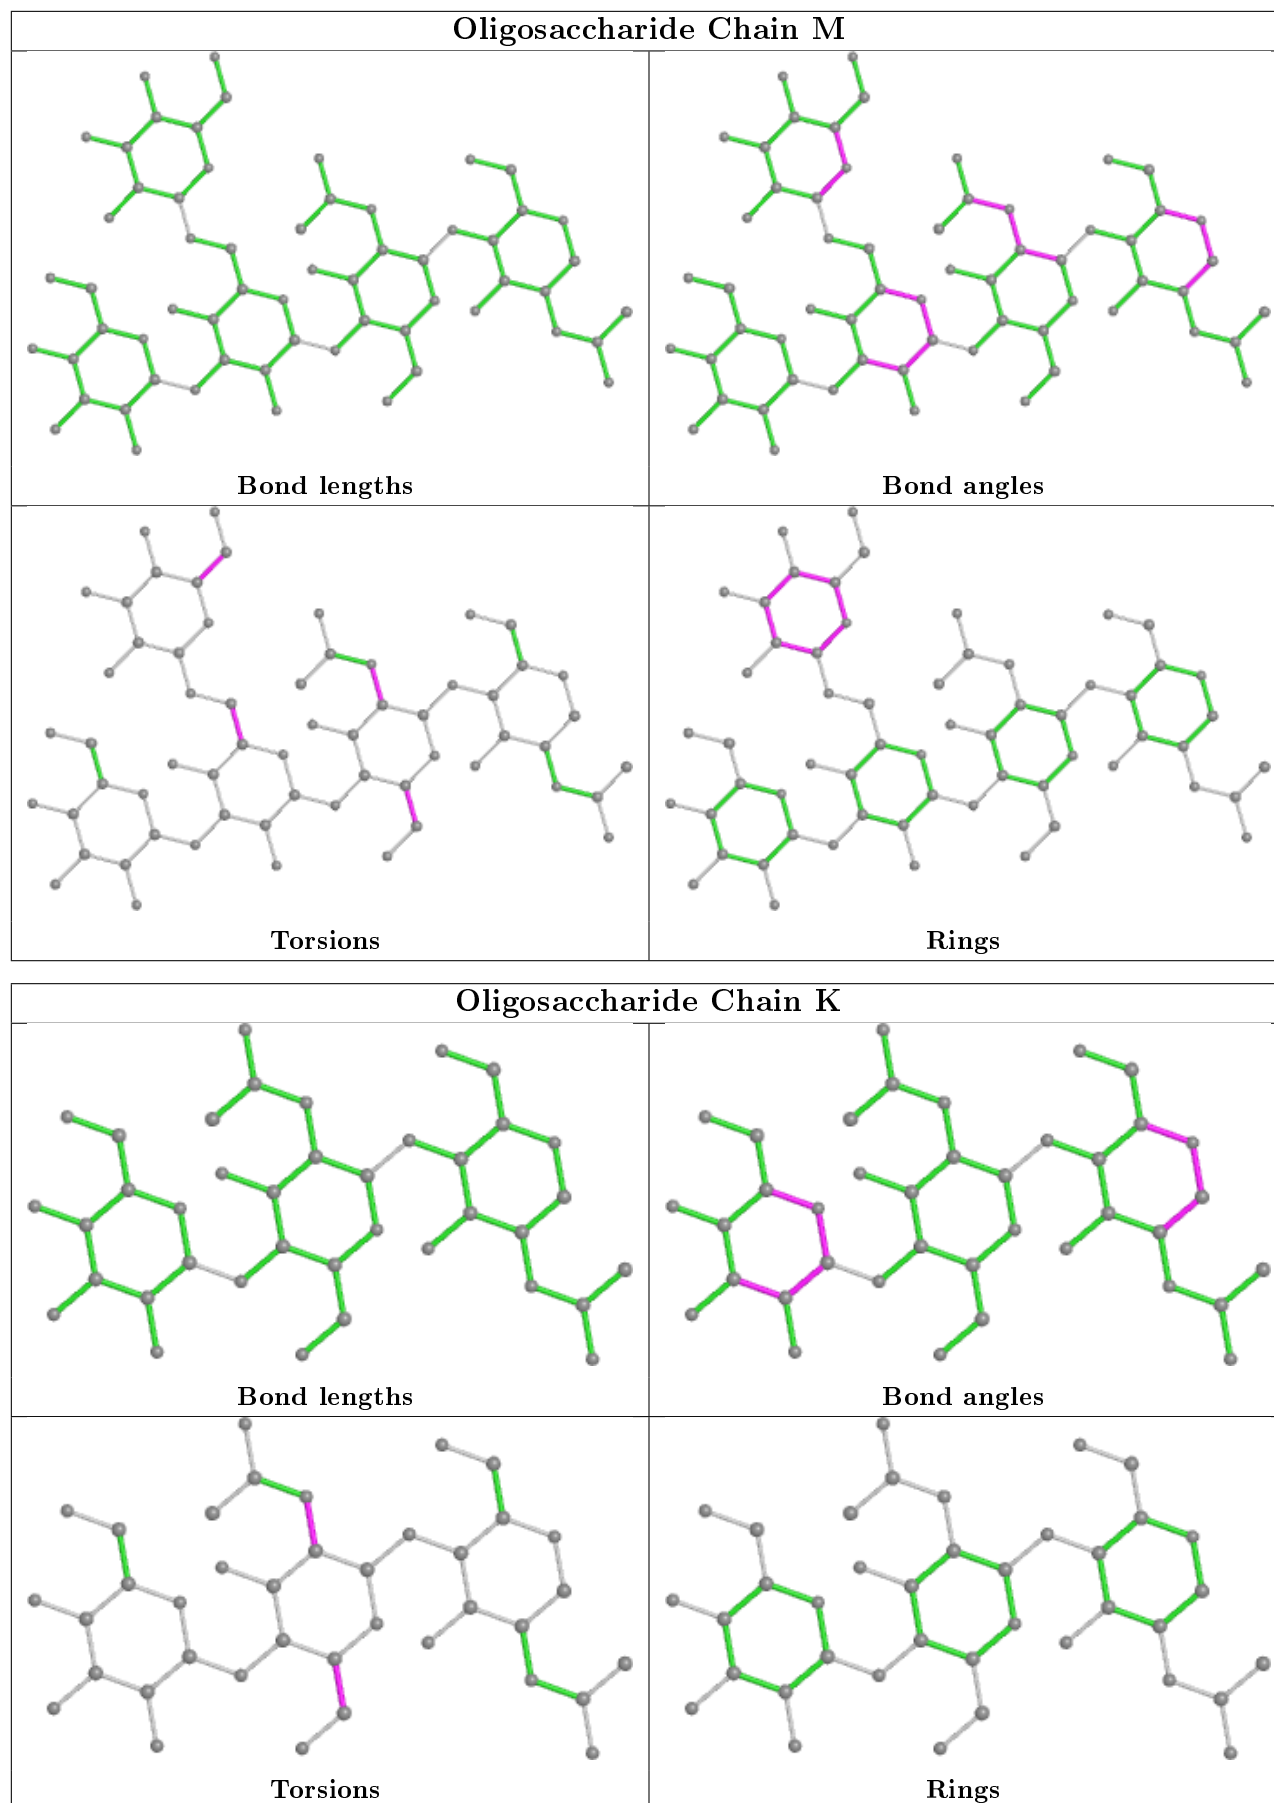 Oligosaccharide Chain M
Bond lengths
Bond angles
Torsions
Rings
Oligosaccharide Chain K
Bond lengths
Bond angles
Torsions
Rings